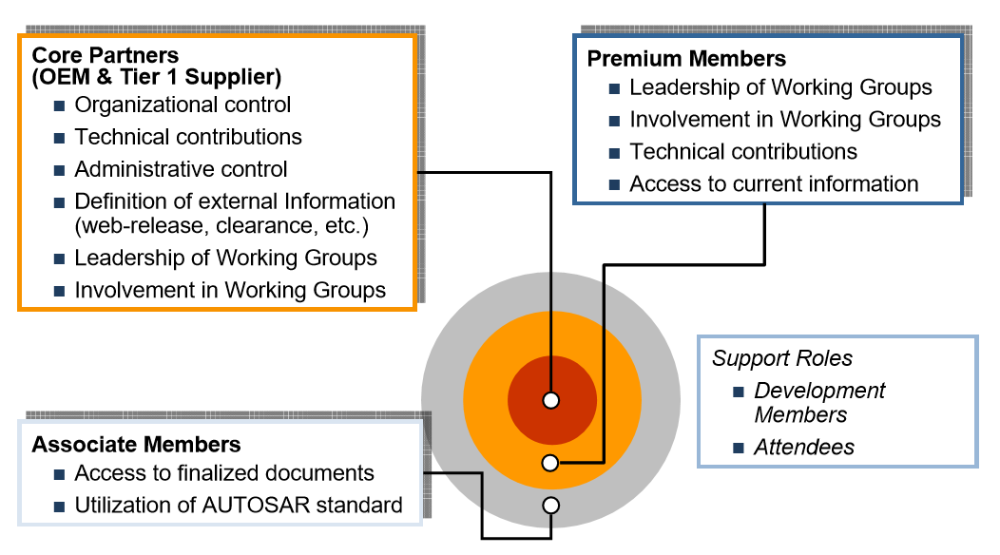 Core Partners
(OEM & Tier 1 Supplier)
Organizational control
Technical contributions
Administrative control
Definition of external Information
(web-release, clearance, etc.)
Leadership of Working Groups
Involvement in Working Groups
Premium Members
Leadership of Working Groups
Involvement in Working Groups
Technical contributions
Access to current information
Support Roles
Development
Members
Attendees
Associate Members
Access to finalized documents
Utilization of AUTOSAR standard